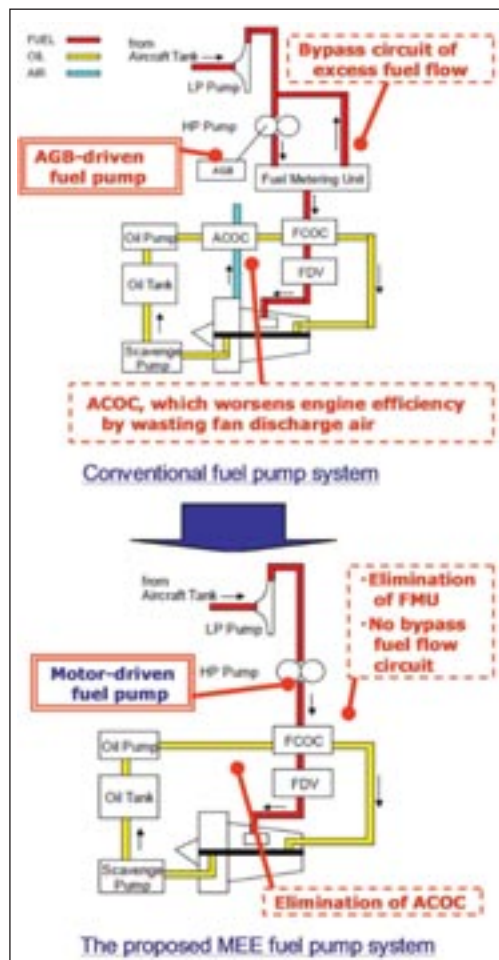 FUEL
OIL
AIR
from
Aircraft Tank
LP Pump
Bypass circuit of
excess fuel flow
HP Pump
AGB-driven
fuel pump
AGB
Fuel Metering Unit
Oil Pump
ACOC
FCOC
Oil Tank
FDV
Scavenge
Pump
ACOC, which worsens engine efficiency
by wasting fan discharge air
Conventional fuel pump system
from
Aircraft Tank
LP Pump
・Elimination
of FMU
・No bypass
fuel flow
circuit
HP Pump
Motor-driven
fuel pump
Oil Pump
FCOC
Oil Tank
FDV
Scavenge
Pump
Elimination of ACOC
The proposed MEE fuel pump system